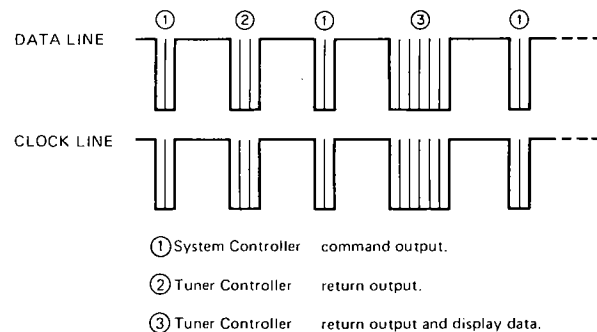 ① ② ① ③ ①
DATA LINE
CLOCK LINE
① System Controller command output.
② Tuner Controller return output.
③ Tuner Controller return output and display data.